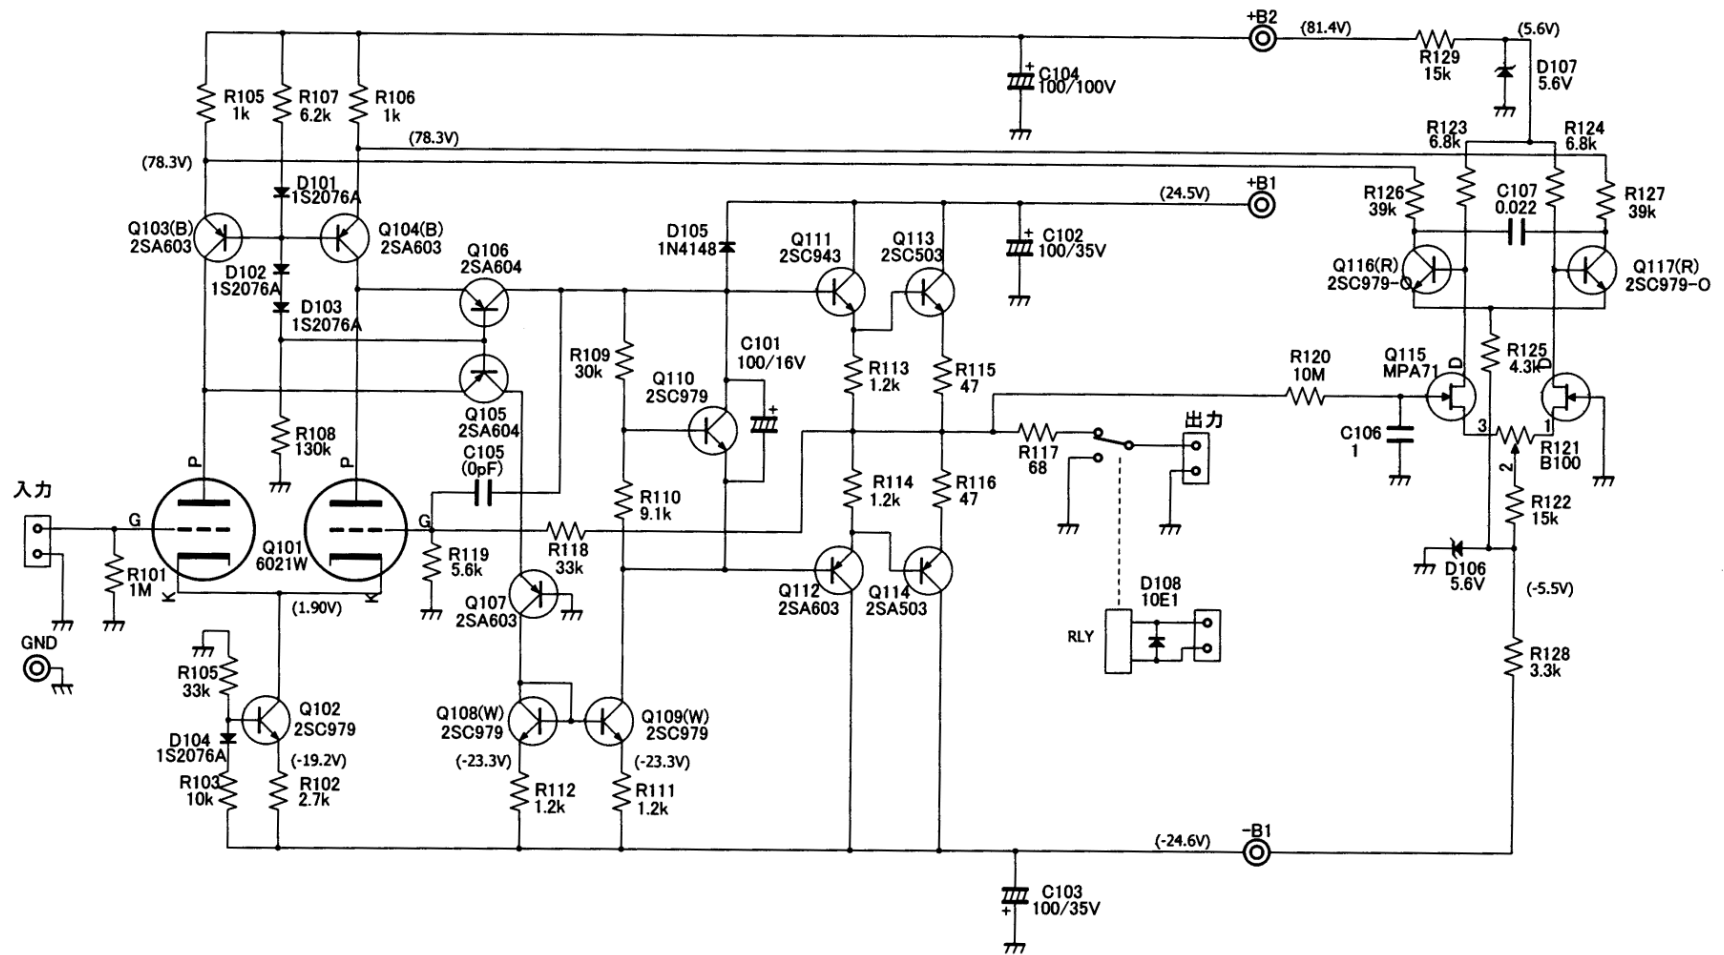 +B2
(81.4V)
(5.6V)
R129
15k
D107
5.6V
R105
1k
R107
6.2k
R106
1k
C104
100/100V
(78.3V)
(78.3V)
R123
6.8k
R124
6.8k
D101
1S2076A
(24.5V)
+B1
R126
39k
C107
0.022
R127
39k
Q103(B)
2SA603
Q104(B)
2SA603
D105
1N4148
Q111
2SC943
Q113
2SC503
C102
100/35V
Q106
2SA604
D102
1S2076A
Q116(R)
2SC979-O
Q117(R)
2SC979-O
D103
1S2076A
R109
30k
C101
100/16V
R113
1.2k
R115
47
R120
10M
Q115
MPA71
D
R125
4.3k
D
Q110
2SC979
Q105
2SA604
R108
130k
C105
(0pF)
出力
R117
68
C106
1
3
1
R121
B100
2
P
P
入力
G
G
Q101
6021W
R110
9.1k
R114
1.2k
R116
47
R122
15k
R101
1M
K
K
(1.90V)
R119
5.6k
R118
33k
D106
5.6V
(-5.5V)
Q107
2SA603
Q112
2SA603
Q114
2SA503
D108
10E1
RLY
GND
R105
33k
R128
3.3k
Q102
2SC979
Q108(W)
2SC979
Q109(W)
2SC979
D104
1S2076A
(-19.2V)
(-23.3V)
(-23.3V)
R103
10k
R102
2.7k
R112
1.2k
R111
1.2k
(-24.6V)
-B1
C103
100/35V